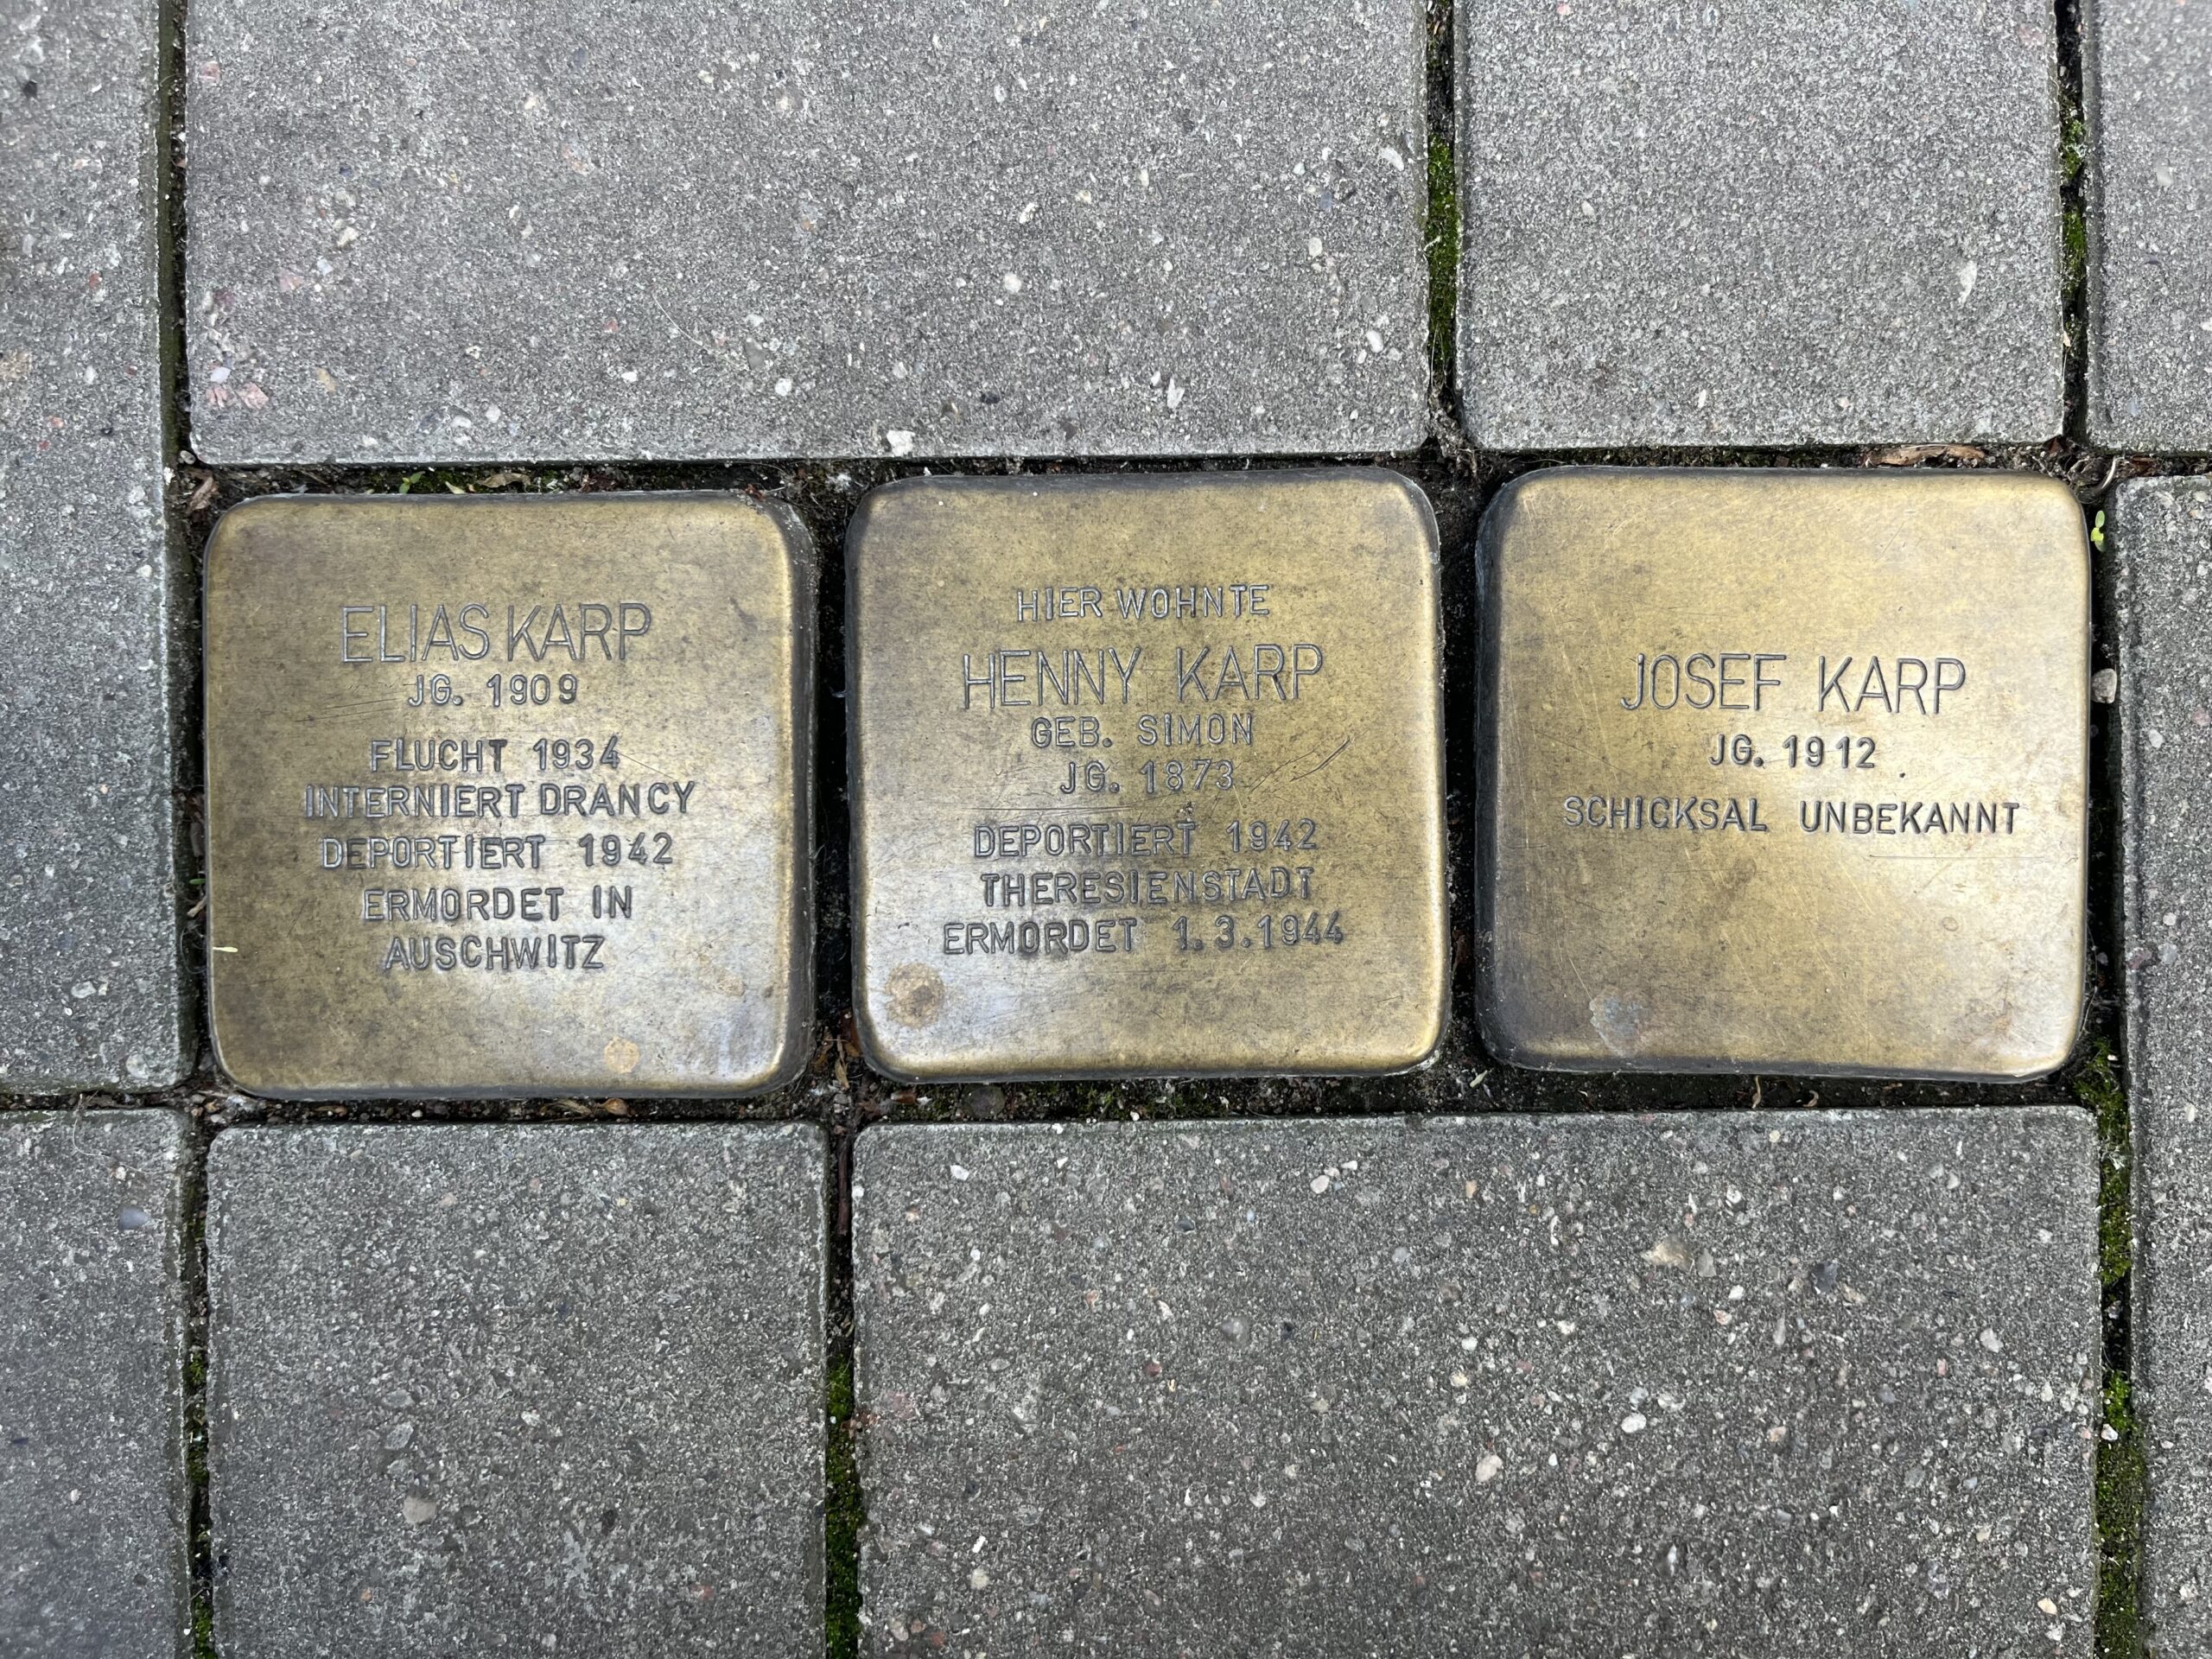 ELIAS KARP
JG. 1909
FLUCHT 1934
INTERNIERT DRANCY
DEPORTIERT 1942
ERMORDET IN
AUSCHWITZ
HIER WOHNTE
HENNY KARP
GEB. SIMON
JG. 1873
DEPORTIERT 1942
THERESIENSTADT
ERMORDET 1.3.1944
JOSEF KARP
JG. 1912
SCHICKSAL UNBEKANNT